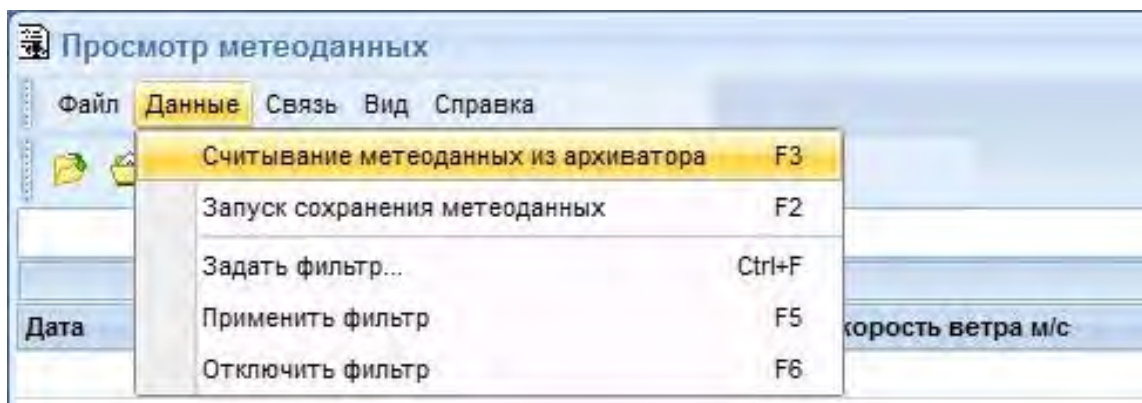 Просмотр метеоданных
Файл Данные Связь Вид Справка
Считывание метеоданных из архиватора F3
Запуск сохранения метеоданных F2
Задать фильтр... Ctrl+F
Применить фильтр F5
Дата корость ветра м/с
Отключить фильтр F6